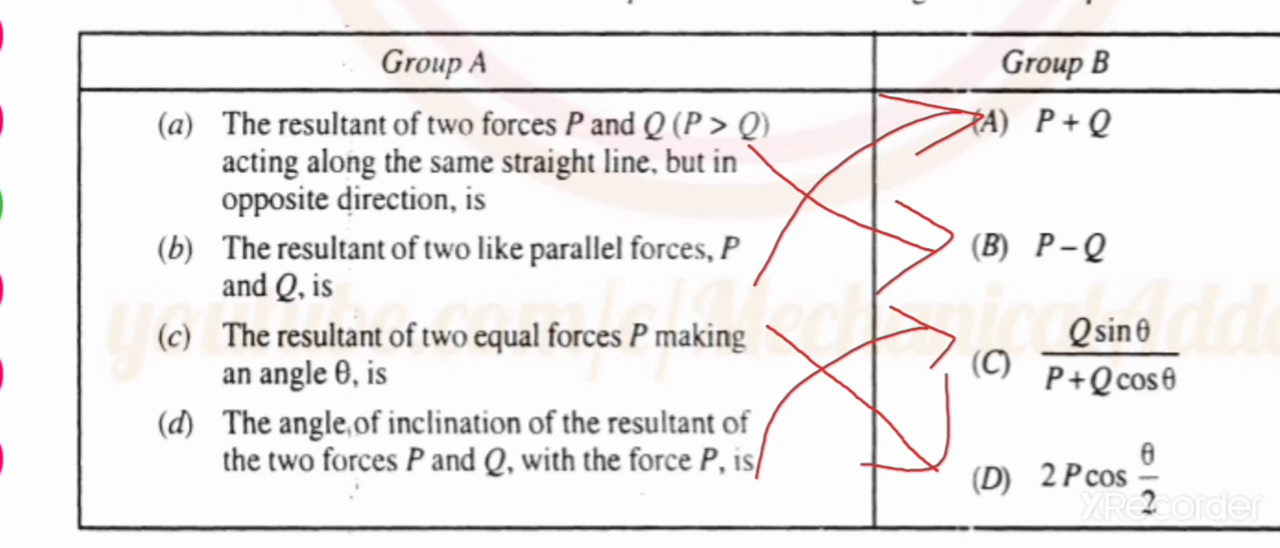 Group A
Group B
(a) The resultant of two forces P and Q (P > Q)
acting along the same straight line, but in
opposite direction, is
(b) The resultant of two like parallel forces, P
and Q, is
(c) The resultant of two equal forces P making
an angle θ, is
(d) The angle of inclination of the resultant of
the two forces P and Q, with the force P, is
(A) P + Q
(B) P – Q
(C) Q sin θ
P + Q cos θ
(D) 2 P cos θ
2
youtube.com/c/Mechanical Adda
XRecorder